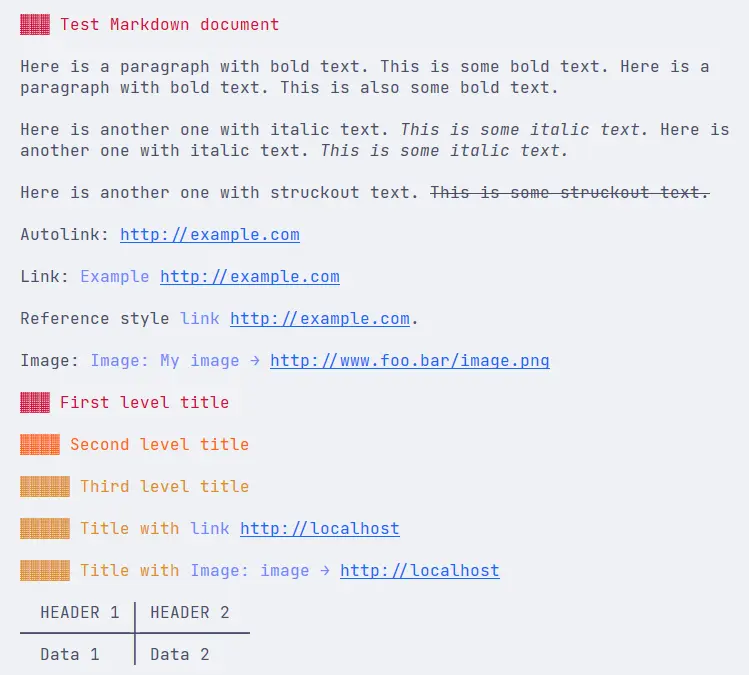 ▓▓▓ Test Markdown document
Here is a paragraph with bold text. This is some bold text. Here is a
paragraph with bold text. This is also some bold text.
Here is another one with italic text. This is some italic text. Here is
another one with italic text. This is some italic text.
Here is another one with struckout text. This is some struckout text.
Autolink: http://example.com
Link: Example http://example.com
Reference style link http://example.com.
Image: Image: My image → http://www.foo.bar/image.png
▓▓▓ First level title
▓▓▓▓ Second level title
▓▓▓▓▓ Third level title
▓▓▓▓▓ Title with link http://localhost
▓▓▓▓▓ Title with Image: image → http://localhost
HEADER 1 │ HEADER 2
Data 1 │ Data 2